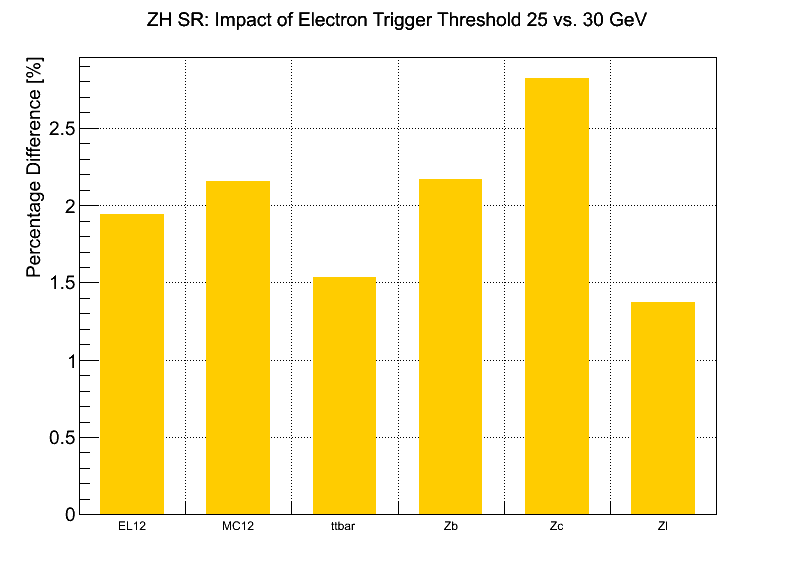 ZH SR: Impact of Electron Trigger Threshold 25 vs. 30 GeV
Percentage Difference [%]
2.5
2
1.5
1
0.5
0
EL12 MC12 ttbar Zb Zc Zl